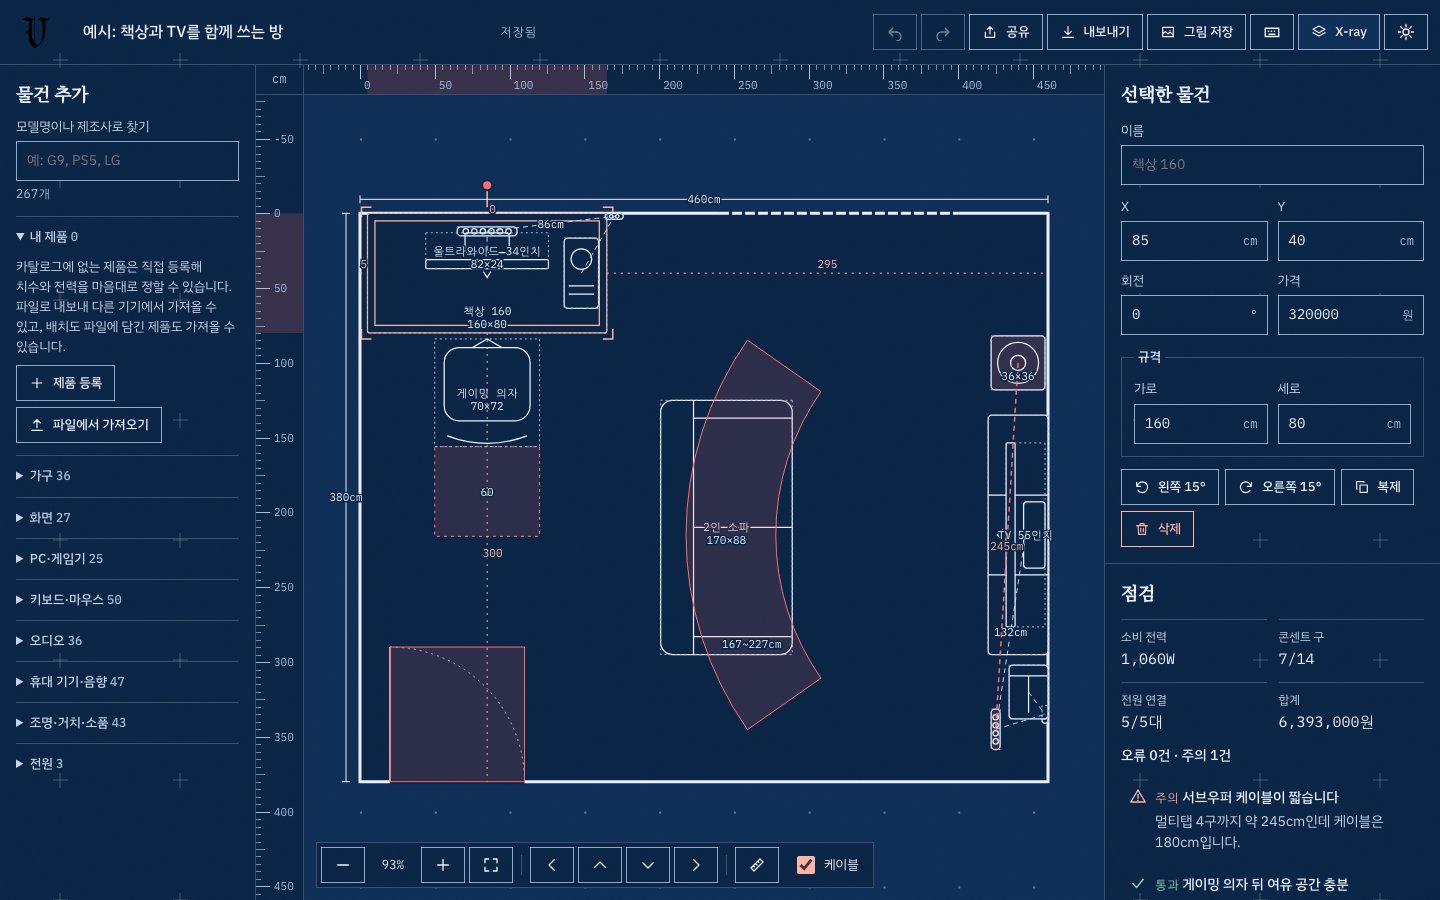 U 예시: 책상과 TV를 함께 쓰는 방
저장됨
공유
내보내기
그림 저장
X-ray
물건 추가
모델명이나 제조사로 찾기
예: G9, PS5, LG
267개
내 제품 0
카탈로그에 없는 제품은 직접 등록해
치수와 전력을 마음대로 정할 수 있습니다.
파일로 내보내 다른 기기에서 가져올 수
있고, 배치도 파일에 담긴 제품도 가져올 수
있습니다.
제품 등록
파일에서 가져오기
가구 36
화면 27
PC·게임기 25
키보드·마우스 50
오디오 36
휴대 기기·음향 47
조명·거치·소품 43
전원 3
cm
0 50 100 150 200 250 300 350 400 450
-50
0
50
100
150
200
250
300
350
400
450
460cm
0
86cm
울트라와이드 34인치
82×24
5
295
책상 160
160×80
게이밍 의자
70×72
36×36
380cm
60
300
2인 소파
170×88
TV 55인치
245cm
132cm
167~227cm
93%
케이블
선택한 물건
이름
책상 160
X Y
85 cm 40 cm
회전 가격
0 ° 320000 원
규격
가로 세로
160 cm 80 cm
왼쪽 15°
오른쪽 15°
복제
삭제
점검
소비 전력 콘센트 구
1,060W 7/14
전원 연결 합계
5/5대 6,393,000원
오류 0건 · 주의 1건
주의 서브우퍼 케이블이 짧습니다
멀티탭 4구까지 약 245cm인데 케이블은
180cm입니다.
통과 게이밍 의자 뒤 여유 공간 충분